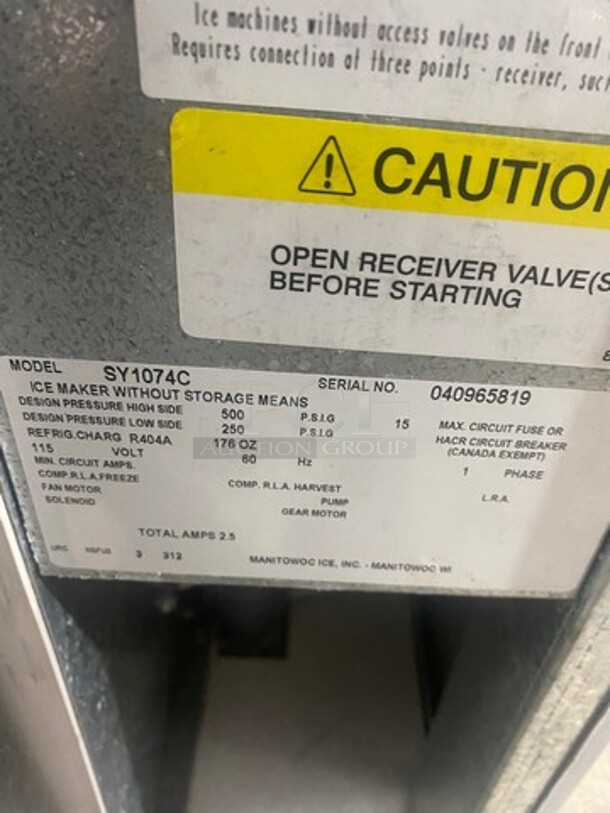 Ice machines without access valves on the front
Requires connection at three points - receiver, suc
CAUTION
OPEN RECEIVER VALVE(S
BEFORE STARTING
MODEL SY1074C SERIAL NO. 040965819
ICE MAKER WITHOUT STORAGE MEANS
DESIGN PRESSURE HIGH SIDE 500 P.S.I.G 15 MAX. CIRCUIT FUSE OR
DESIGN PRESSURE LOW SIDE 250 P.S.I.G HACR CIRCUIT BREAKER
REFRIG.CHARG R404A 176 OZ (CANADA EXEMPT)
115 VOLT 60 Hz 1 PHASE
MIN. CIRCUIT AMPS.
COMP.R.L.A.FREEZE COMP. R.L.A. HARVEST L.R.A.
FAN MOTOR PUMP
SOLENOID GEAR MOTOR
TOTAL AMPS 2.5
3 312 MANITOWOC ICE, INC. - MANITOWOC WI
AUCTION GROUP